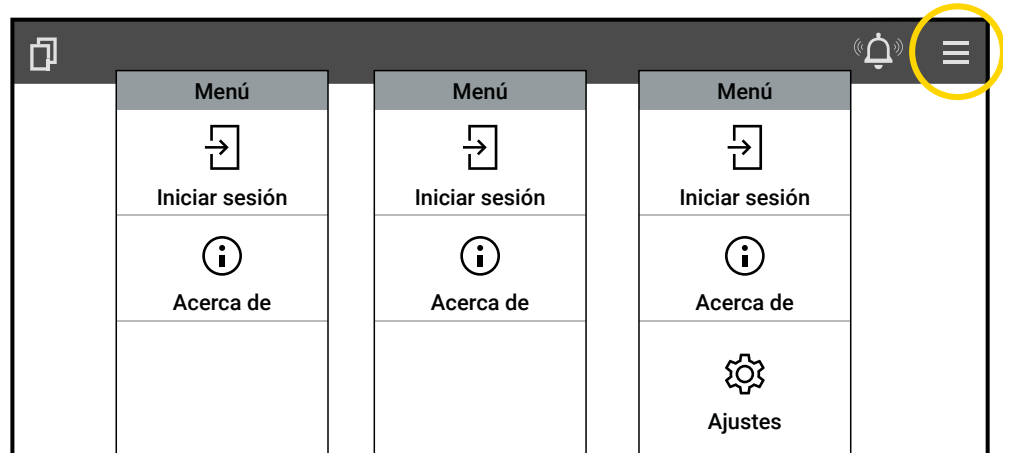 Menú
Iniciar sesión
Acerca de
Menú
Iniciar sesión
Acerca de
Menú
Iniciar sesión
Acerca de
Ajustes